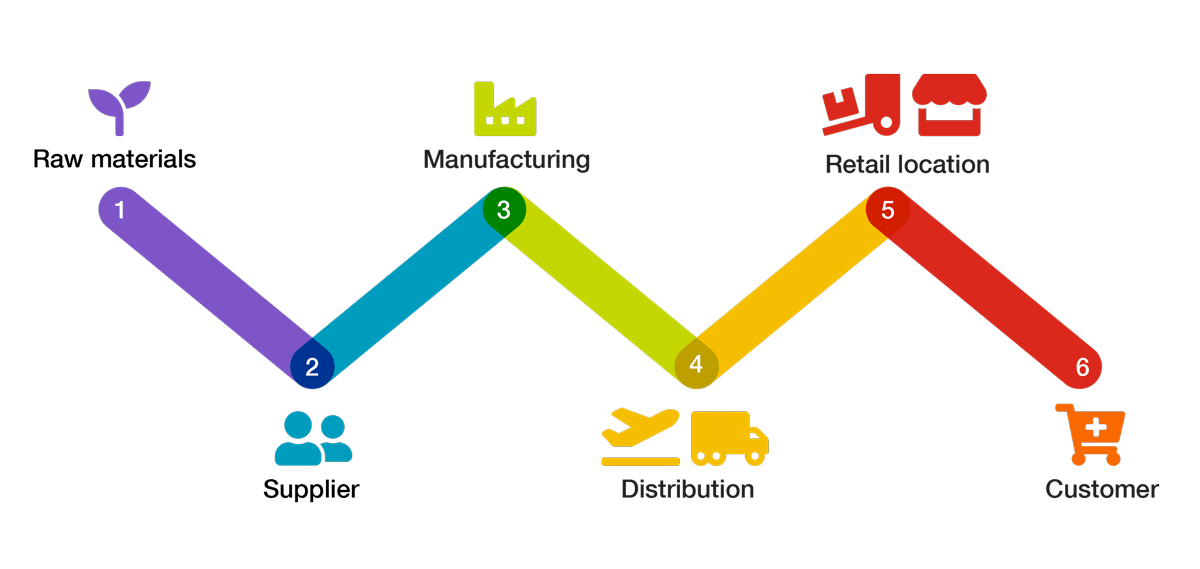 Raw materials
Manufacturing
Retail location
1
3
5
2
4
6
Supplier
Distribution
Customer